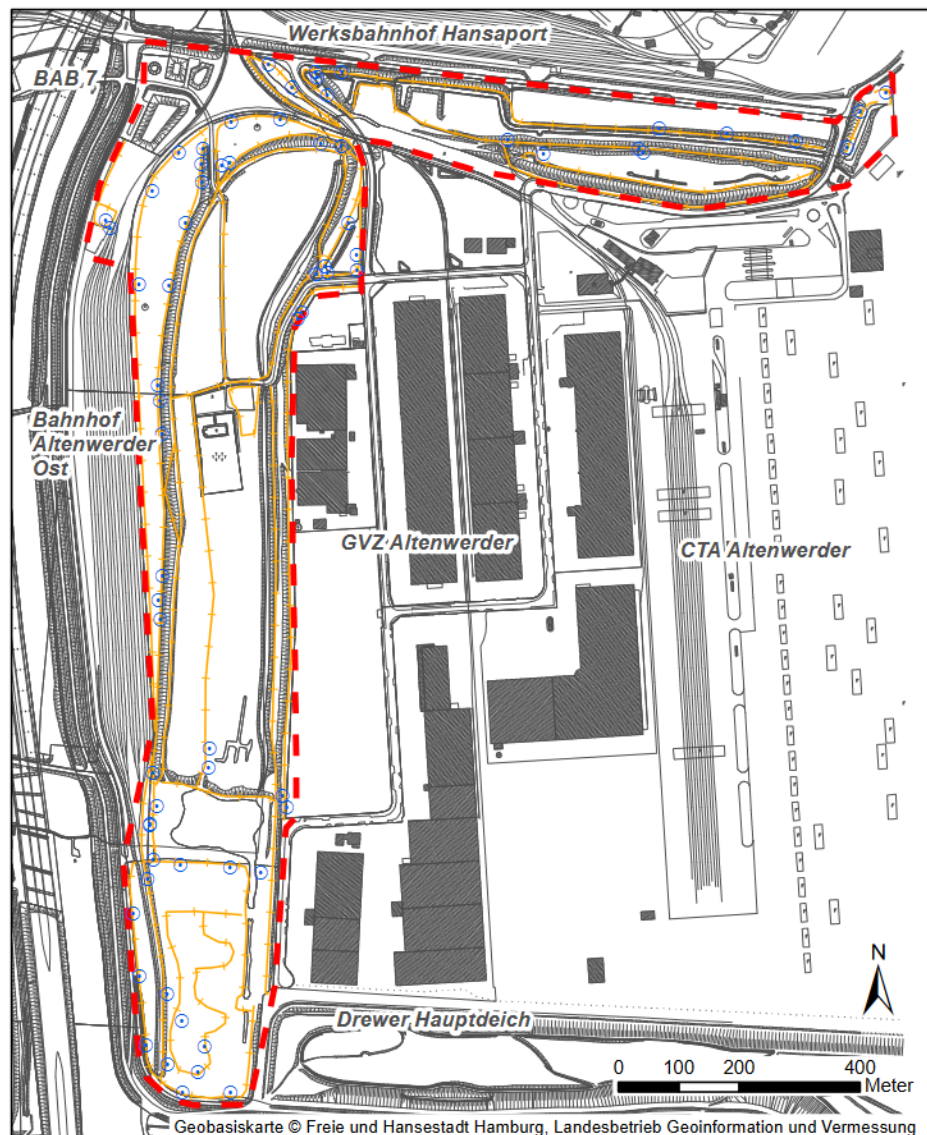 Werksbahnhof Hansaport
BAB 7
Bahnhof
Altenwerder
Ost
GVZ Altenwerder
CTA Altenwerder
N
Drewer Hauptdeich
0 100 200 400
Meter
Geobasiskarte © Freie und Hansestadt Hamburg, Landesbetrieb Geoinformation und Vermessung